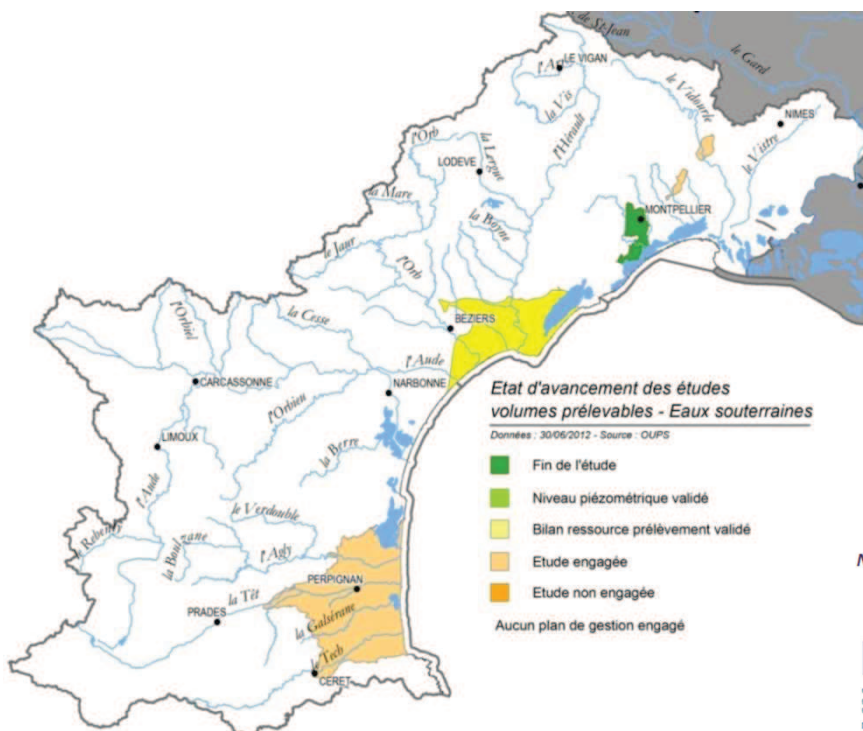 de St-Jean
le Gard
l'Ar
LE VIGAN
la Vis
le Vidourle
NIMES
le Vistre
l'Hérault
l'Orb
la Lergue
LODEVE
la Mare
la Boyne
MONTPELLIER
le Jaur
l'Orb
l'Orbiel
la Cesse
BEZIERS
l'Aude
CARCASSONNE
NARBONNE
l'Orbieu
LIMOUX
la Berre
l'Aude
le Verdouble
le Rebenty
la Boulzane
l'Agly
PERPIGNAN
la Têt
PRADES
le Tech
CERET
Etat d'avancement des études
volumes prélevables - Eaux souterraines
Données : 30/06/2012 - Source : OUPS
Fin de l'étude
Niveau piézométrique validé
Bilan ressource prélèvement validé
Etude engagée
Etude non engagée
Aucun plan de gestion engagé